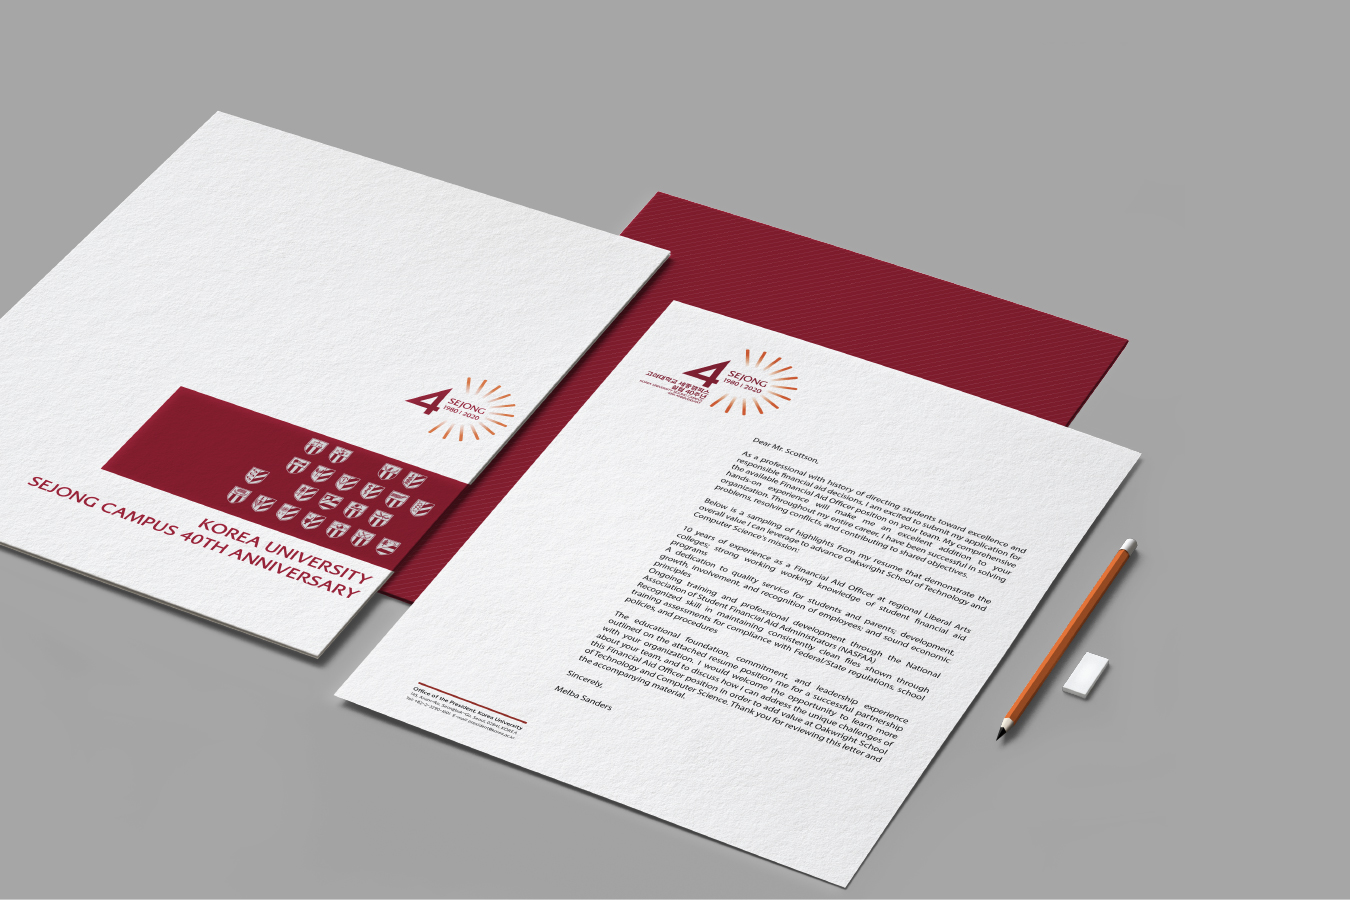 4
SEJONG
1980 | 2020
KOREA UNIVERSITY
SEJONG CAMPUS 40TH ANNIVERSARY
4
SEJONG
1980 | 2020
고려대학교 세종캠퍼스
창립 40주년
Dear Mr. Scottson,
As a professional with history of directing students toward excellence and
responsible financial aid decisions, I am excited to submit my application for
the available Financial Aid Officer position on your team. My comprehensive
hands-on experience will make me an excellent addition to your
organization. Throughout my entire career, I have been successful in solving
problems, resolving conflicts, and contributing to shared objectives.
Below is a sampling of highlights from my resume that demonstrate the
overall value I can leverage to advance Oakwright School of Technology and
Computer Science's mission:
10 years of experience as a Financial Aid Officer at regional Liberal Arts
colleges; strong working working knowledge of student financial aid
programs
A dedication to quality service for students and parents; development,
growth, involvement, and recognition of employees; and sound economic
principles
Ongoing training and professional development through the National
Association of Student Financial Aid Administrators (NASFAA)
Recognized skill in maintaining consistently clean files shown through
training assessments for compliance with Federal/State regulations, school
policies, and procedures
The educational foundation, commitment, and leadership experience
outlined on the attached resume position me for a successful partnership
with your organization. I would welcome the opportunity to learn more
about your team, and to discuss how I can address the unique challenges of
this Financial Aid Officer position in order to add value at Oakwright School
of Technology and Computer Science. Thank you for reviewing this letter and
the accompanying material.
Sincerely,
Melba Sanders
Office of the President, Korea University